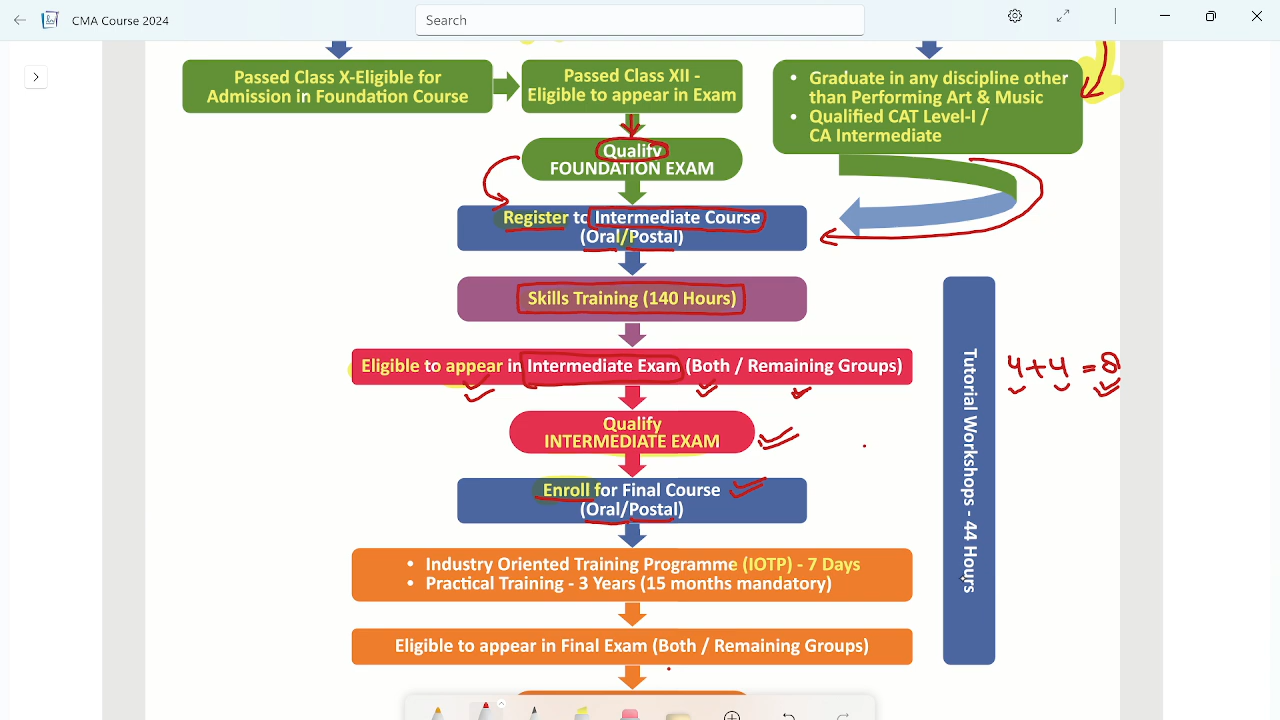 CMA Course 2024
Search
Passed Class X-Eligible for
Admission in Foundation Course
Passed Class XII -
Eligible to appear in Exam
• Graduate in any discipline other
than Performing Art & Music
• Qualified CAT Level-I /
CA Intermediate
Qualify
FOUNDATION EXAM
Register to Intermediate Course
(Oral/Postal)
Skills Training (140 Hours)
Eligible to appear in Intermediate Exam (Both / Remaining Groups)
4+4 = 8
Qualify
INTERMEDIATE EXAM
Enroll for Final Course
(Oral/Postal)
• Industry Oriented Training Programme (IOTP) - 7 Days
• Practical Training - 3 Years (15 months mandatory)
Eligible to appear in Final Exam (Both / Remaining Groups)
Tutorial Workshops - 44 Hours